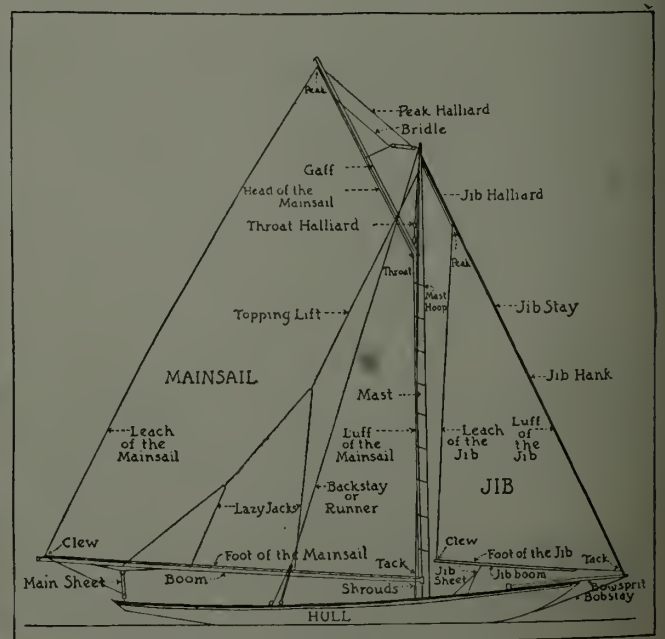 Peak
Peak Halliard
Bridle
Gaff
Head of the
Mainsail
Jib Halliard
Throat Halliard
Throat
Peak
Mast
Hoop
Topping Lift
Jib Stay
MAINSAIL
Jib Hank
Mast
Leach
of the
Mainsail
Luff
of the
Mainsail
Leach
of the
Jib
Luff
of
the
Jib
JIB
Lazy Jacks
Backstay
or
Runner
Clew
Clew
Foot of the Mainsail
Tack
Foot of the Jib
Tack
Main Sheet
Boom
Shrouds
Jib
Sheet
Jib boom
Bowsprit
Bobstay
HULL